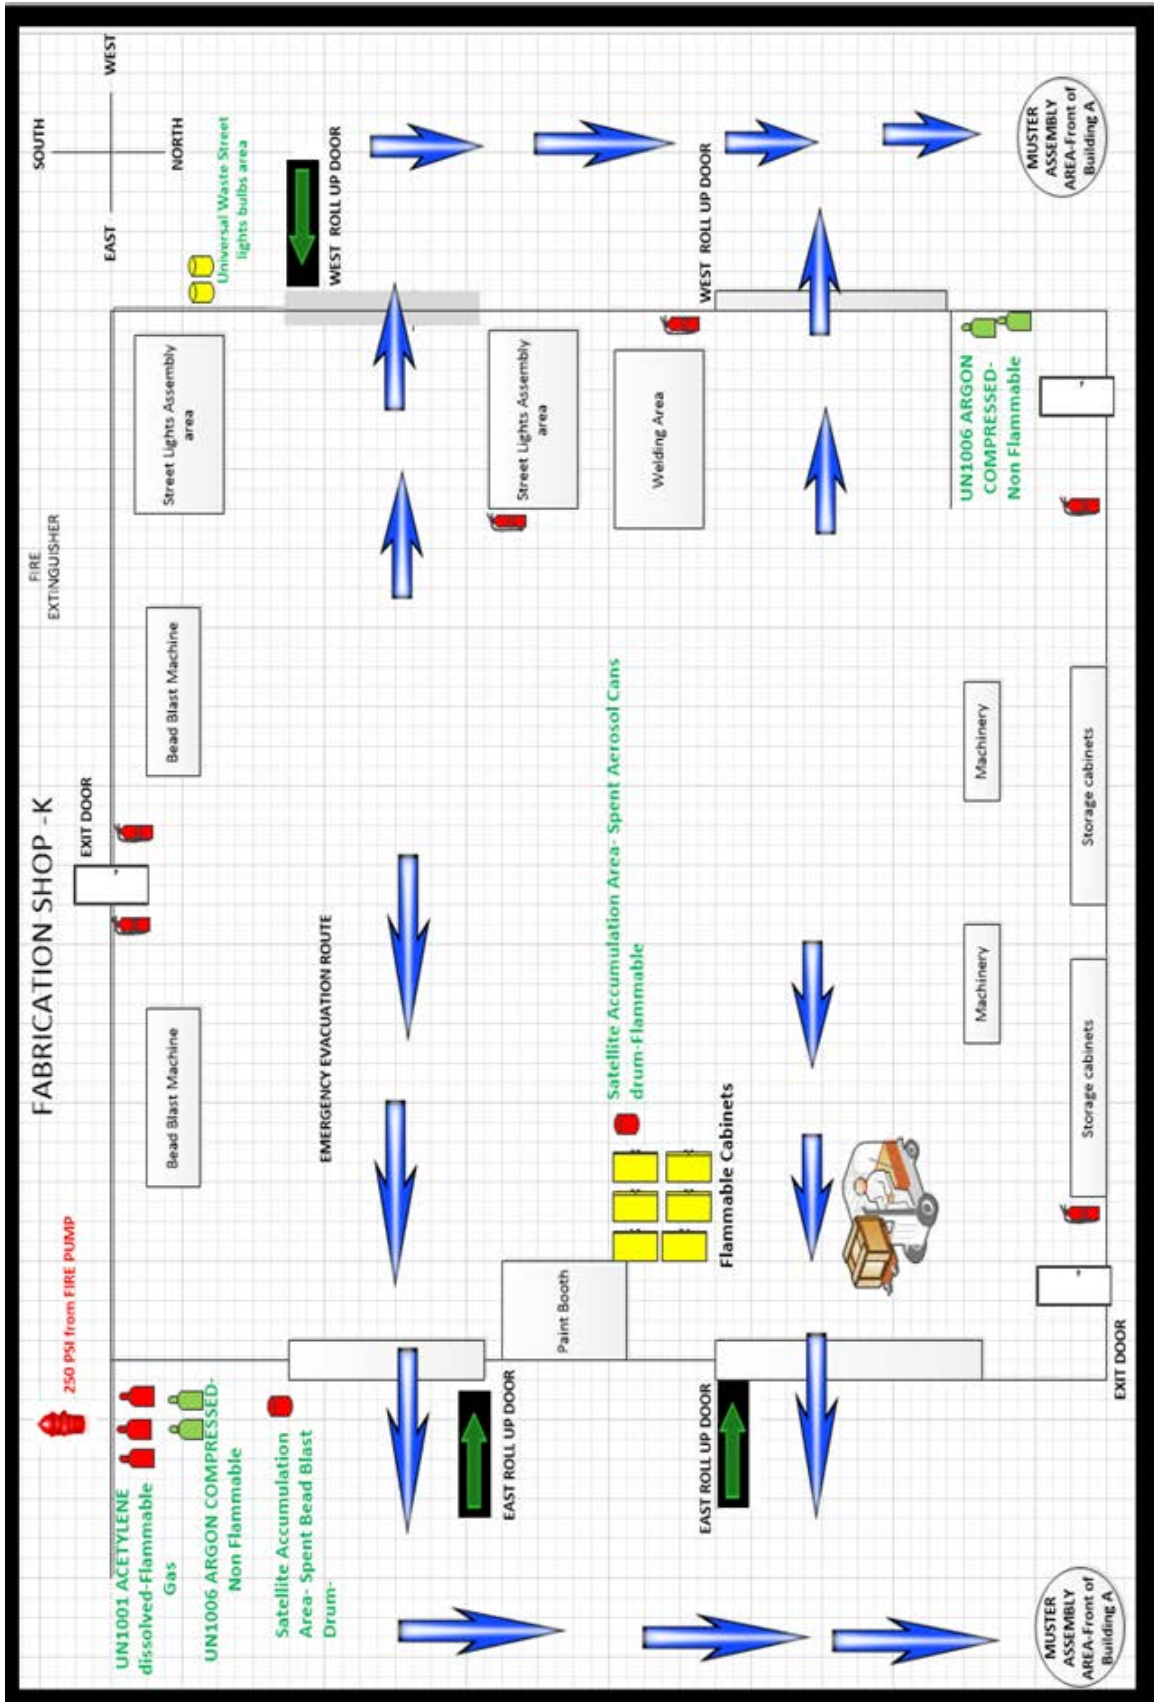 FABRICATION SHOP -K
250 PSI from FIRE PUMP
EXIT DOOR
FIRE
EXTINGUISHER
SOUTH
EAST
WEST
NORTH
UN1001 ACETYLENE
dissolved-Flammable
Gas
UN1006 ARGON COMPRESSED-
Non Flammable
Satellite Accumulation
Area- Spent Bead Blast
Drum-
Bead Blast Machine
Bead Blast Machine
Street Lights Assembly
area
Universal Waste Street
lights bulbs area
EMERGENCY EVACUATION ROUTE
WEST ROLL UP DOOR
EAST ROLL UP DOOR
Paint Booth
Street Lights Assembly
area
Satellite Accumulation Area- Spent Aerosol Cans
drum-Flammable
Welding Area
Flammable Cabinets
EAST ROLL UP DOOR
WEST ROLL UP DOOR
Machinery
Machinery
UN1006 ARGON
COMPRESSED-
Non Flammable
Storage cabinets
Storage cabinets
EXIT DOOR
MUSTER
ASSEMBLY
AREA-Front of
Building A
MUSTER
ASSEMBLY
AREA-Front of
Building A